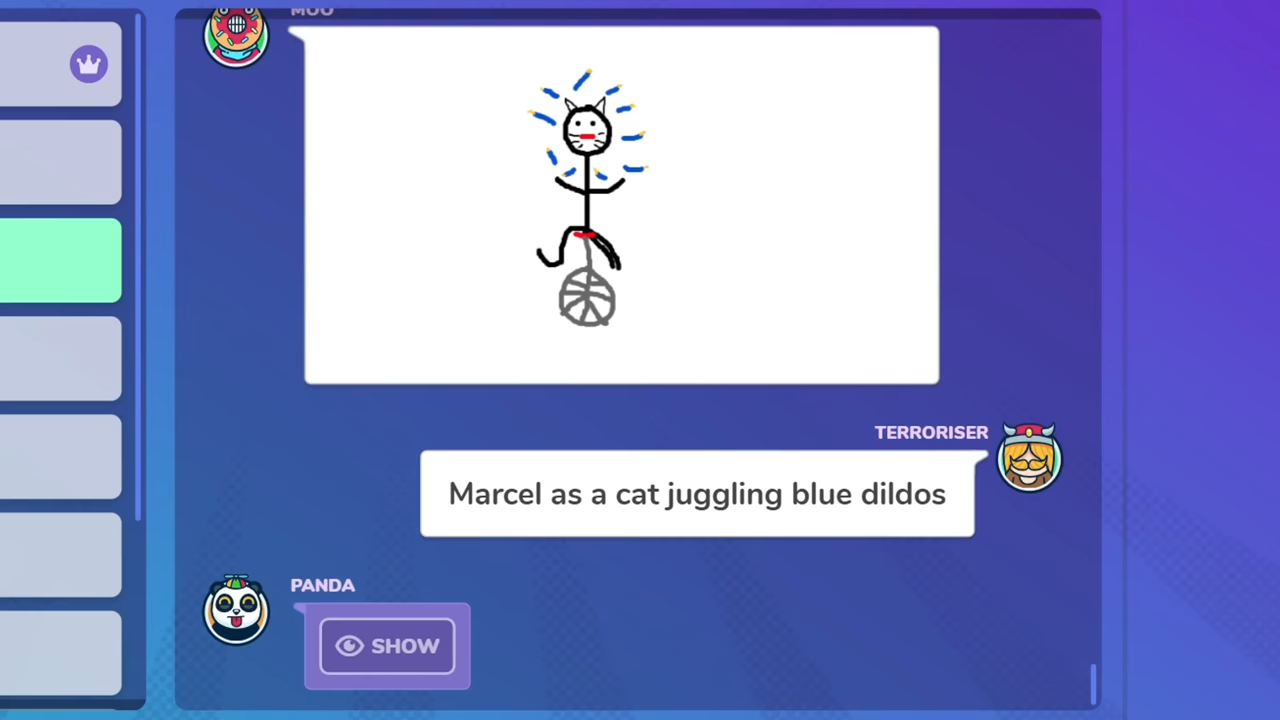 MOO
TERRORISER
Marcel as a cat juggling blue dildos
PANDA
SHOW